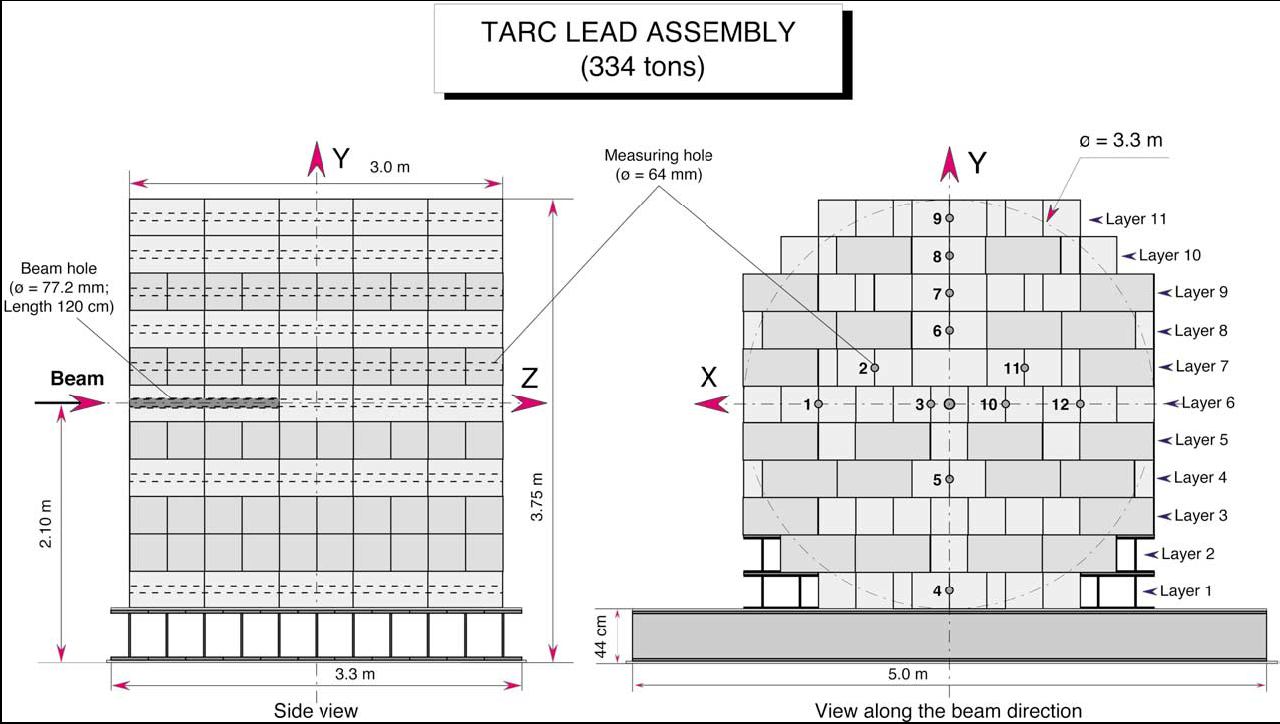 TARC LEAD ASSEMBLY
(334 tons)
Y
3.0 m
Beam hole
(ø = 77.2 mm;
Length 120 cm)
Beam
Z
2.10 m
3.75 m
3.3 m
Side view
Measuring hole
(ø = 64 mm)
Y
ø = 3.3 m
X
9
Layer 11
8
Layer 10
7
Layer 9
6
Layer 8
2
11
Layer 7
1
3
10
12
Layer 6
Layer 5
5
Layer 4
Layer 3
Layer 2
4
Layer 1
44 cm
5.0 m
View along the beam direction